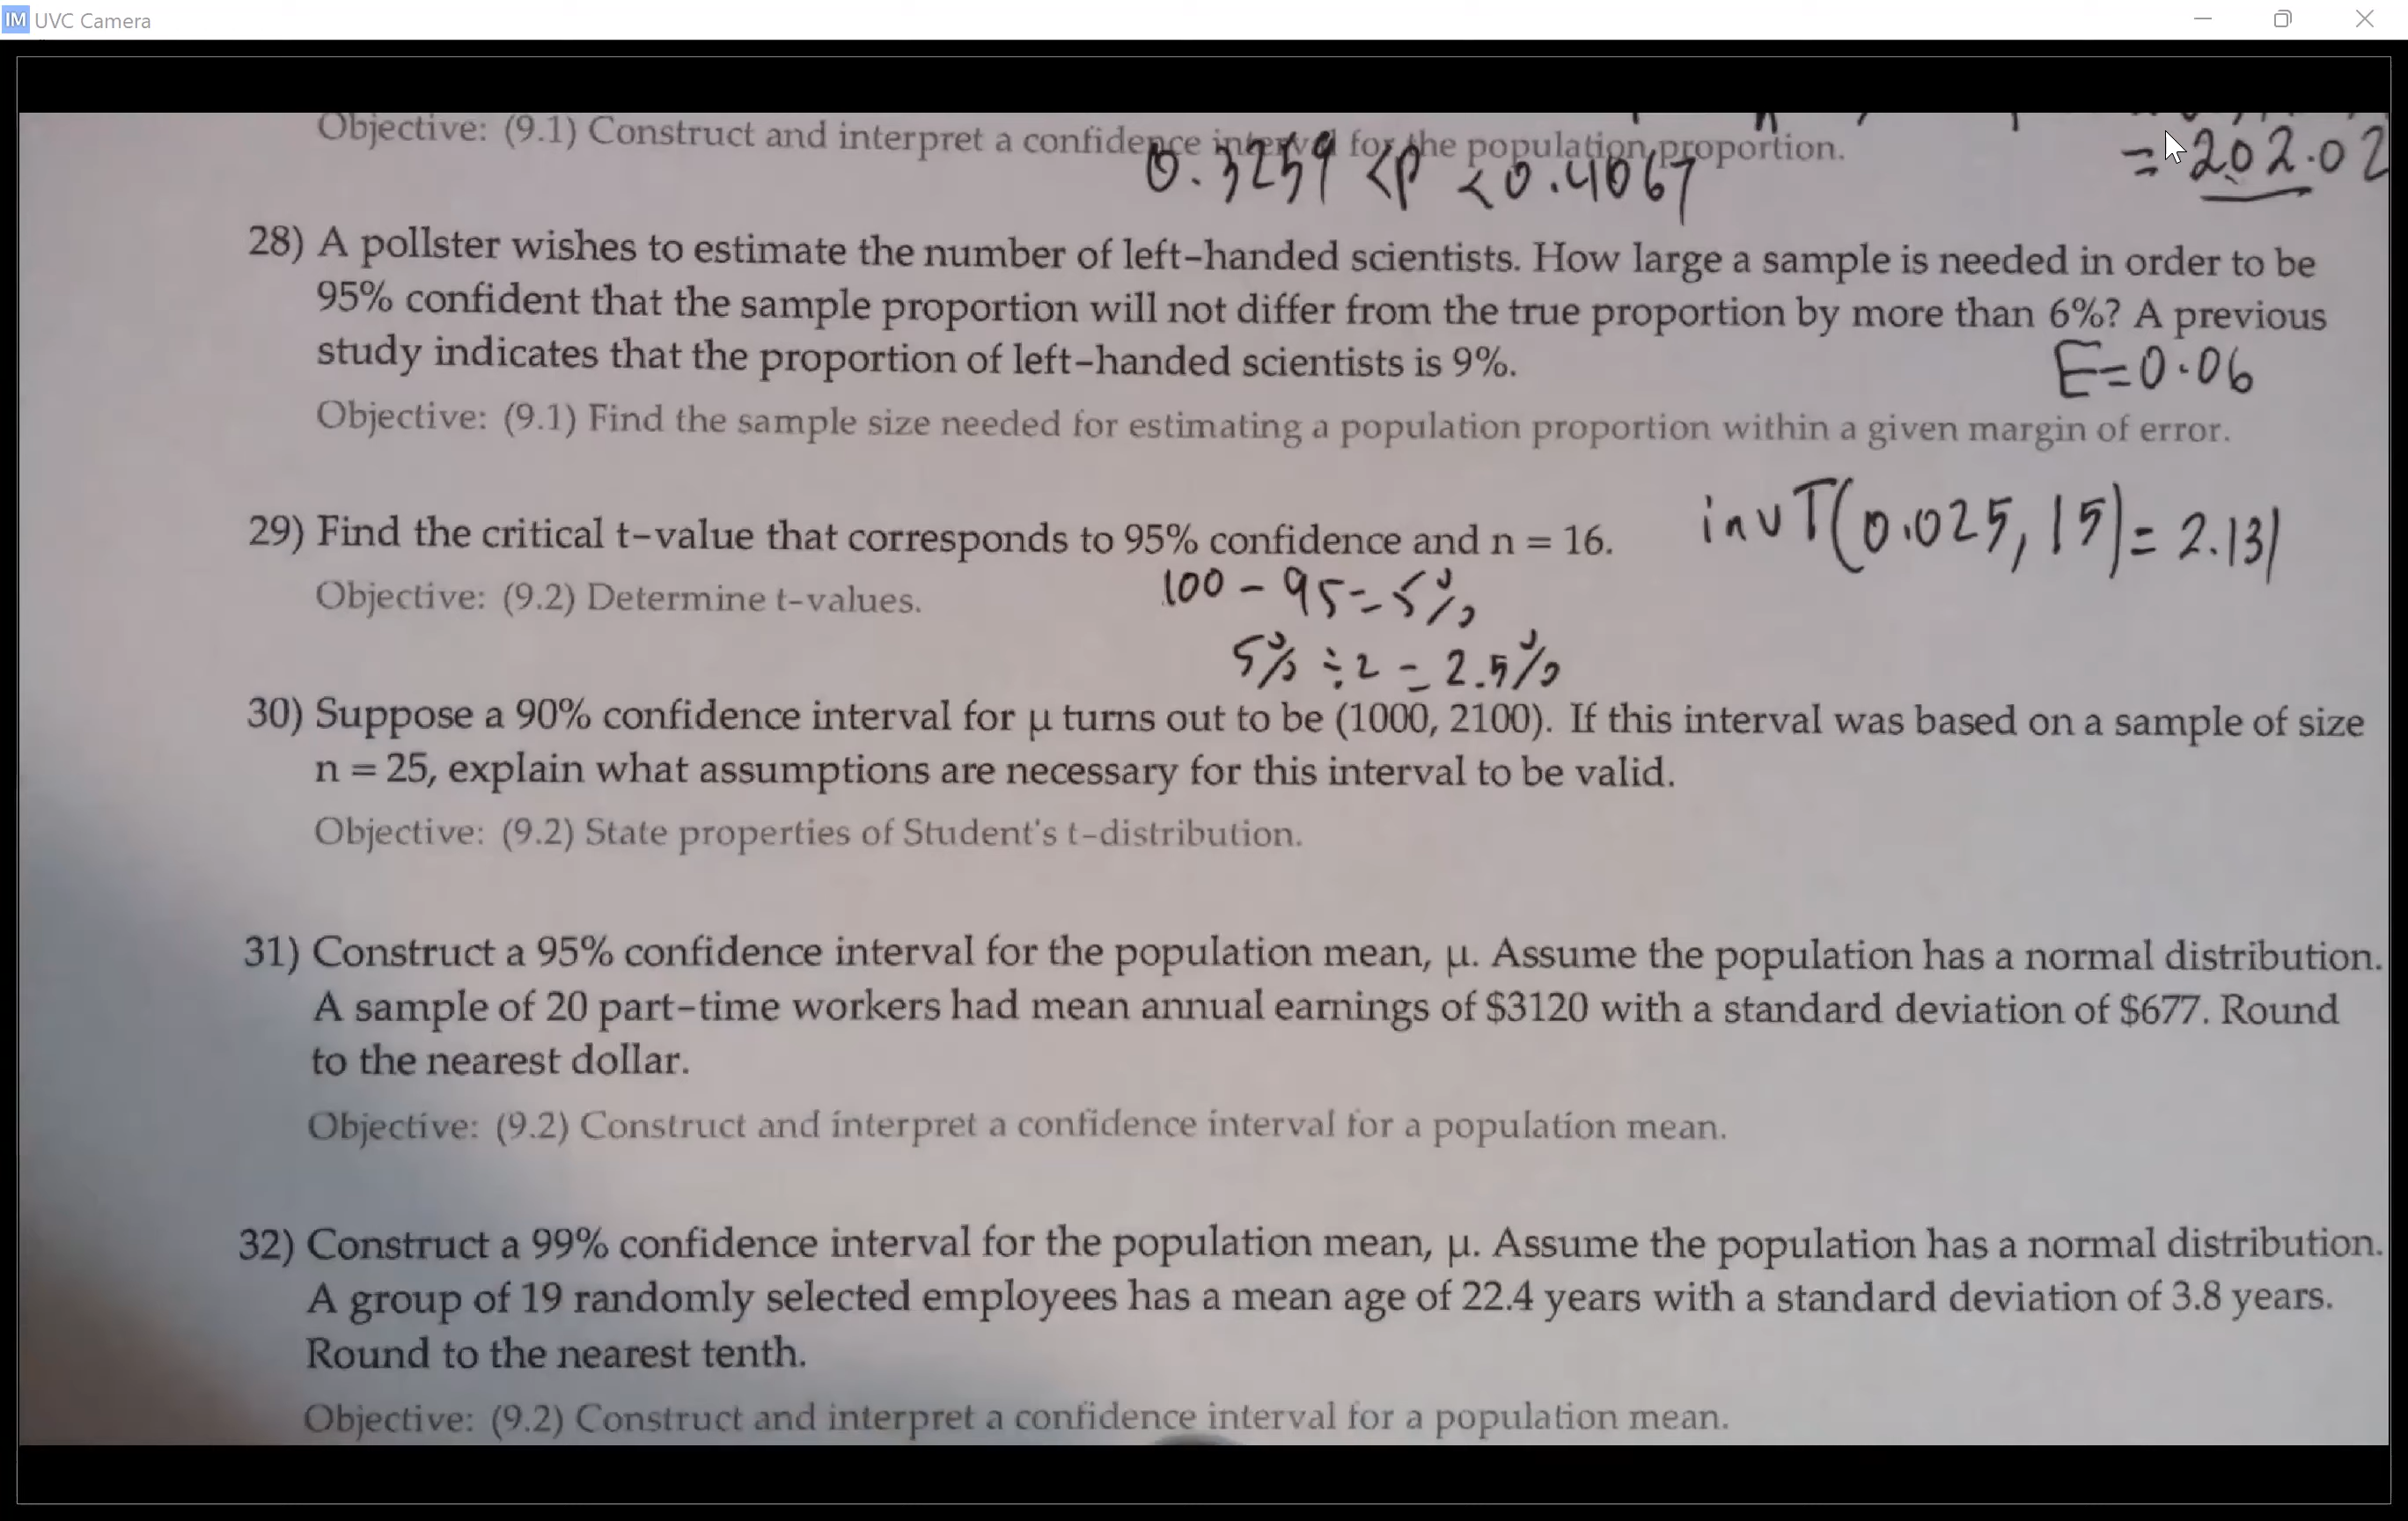 IM UVC Camera
Objective: (9.1) Construct and interpret a confidence interval for the population proportion.
0.3259 < p < 0.4067
= 202.02
28) A pollster wishes to estimate the number of left-handed scientists. How large a sample is needed in order to be
95% confident that the sample proportion will not differ from the true proportion by more than 6%? A previous
study indicates that the proportion of left-handed scientists is 9%.
E=0.06
Objective: (9.1) Find the sample size needed for estimating a population proportion within a given margin of error.
29) Find the critical t-value that corresponds to 95% confidence and n = 16.
invT(0.025, 15) = 2.131
Objective: (9.2) Determine t-values.
100 - 95 = 5%
5% ÷ 2 = 2.5%
30) Suppose a 90% confidence interval for μ turns out to be (1000, 2100). If this interval was based on a sample of size
n = 25, explain what assumptions are necessary for this interval to be valid.
Objective: (9.2) State properties of Student's t-distribution.
31) Construct a 95% confidence interval for the population mean, μ. Assume the population has a normal distribution.
A sample of 20 part-time workers had mean annual earnings of $3120 with a standard deviation of $677. Round
to the nearest dollar.
Objective: (9.2) Construct and interpret a confidence interval for a population mean.
32) Construct a 99% confidence interval for the population mean, μ. Assume the population has a normal distribution.
A group of 19 randomly selected employees has a mean age of 22.4 years with a standard deviation of 3.8 years.
Round to the nearest tenth.
Objective: (9.2) Construct and interpret a confidence interval for a population mean.